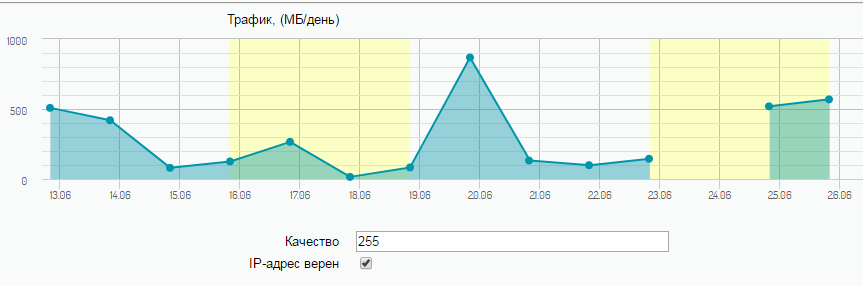 Трафик, (МБ/день)
1000
500
0
13.06 14.06 15.06 16.06 17.06 18.06 19.06 20.06 21.06 22.06 23.06 24.06 25.06 26.06
Качество 255
IP-адрес верен